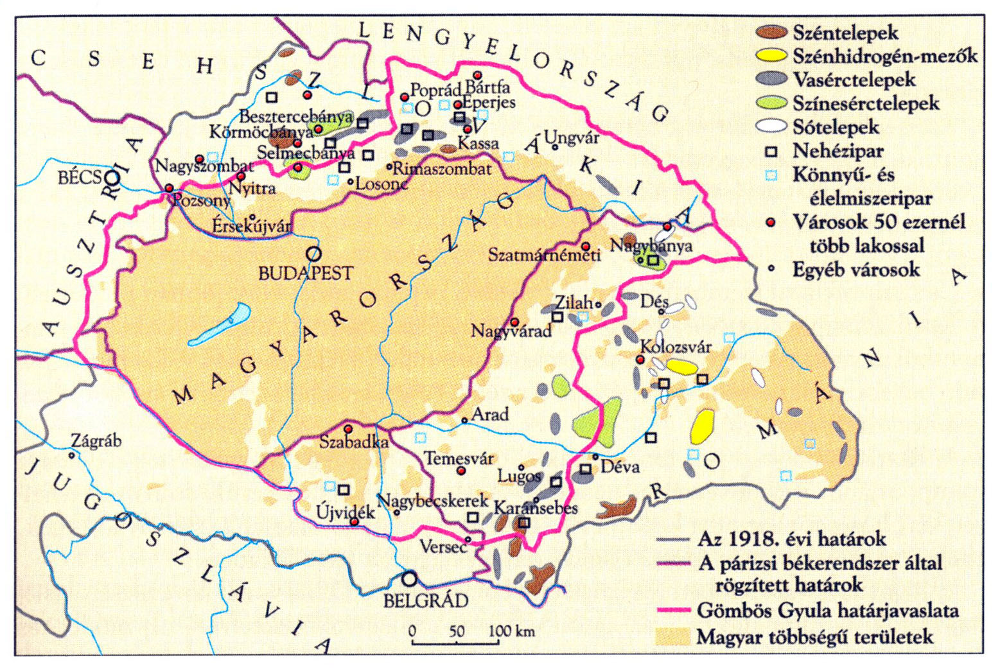 LENGYELORSZÁG
CSEHSZLOVÁKIA
AUSZTRIA
MAGYARORSZÁG
ROMÁNIA
JUGOSZLÁVIA
Poprád
Bártfa
Eperjes
Besztercebánya
Körmöcbánya
Selmecbánya
Kassa
Ungvár
BÉCS
Nagyszombat
Rimaszombat
Nyitra
Losonc
Pozsony
Érsekújvár
BUDAPEST
Szatmárnémeti
Nagybánya
Zilah
Dés
Nagyvárad
Kolozsvár
Arad
Szabadka
Zágráb
Temesvár
Lugos
Déva
Nagybecskerek
Karánsebes
Újvidék
Versec
BELGRÁD
0 50 100 km
Széntelepek
Szénhidrogén-mezők
Vasérctelepek
Színesérctelepek
Sótelepek
Nehézipar
Könnyű- és
élelmiszeripar
Városok 50 ezernél
több lakossal
Egyéb városok
Az 1918. évi határok
A párizsi békerendszer által
rögzített határok
Gömbös Gyula határjavaslata
Magyar többségű területek